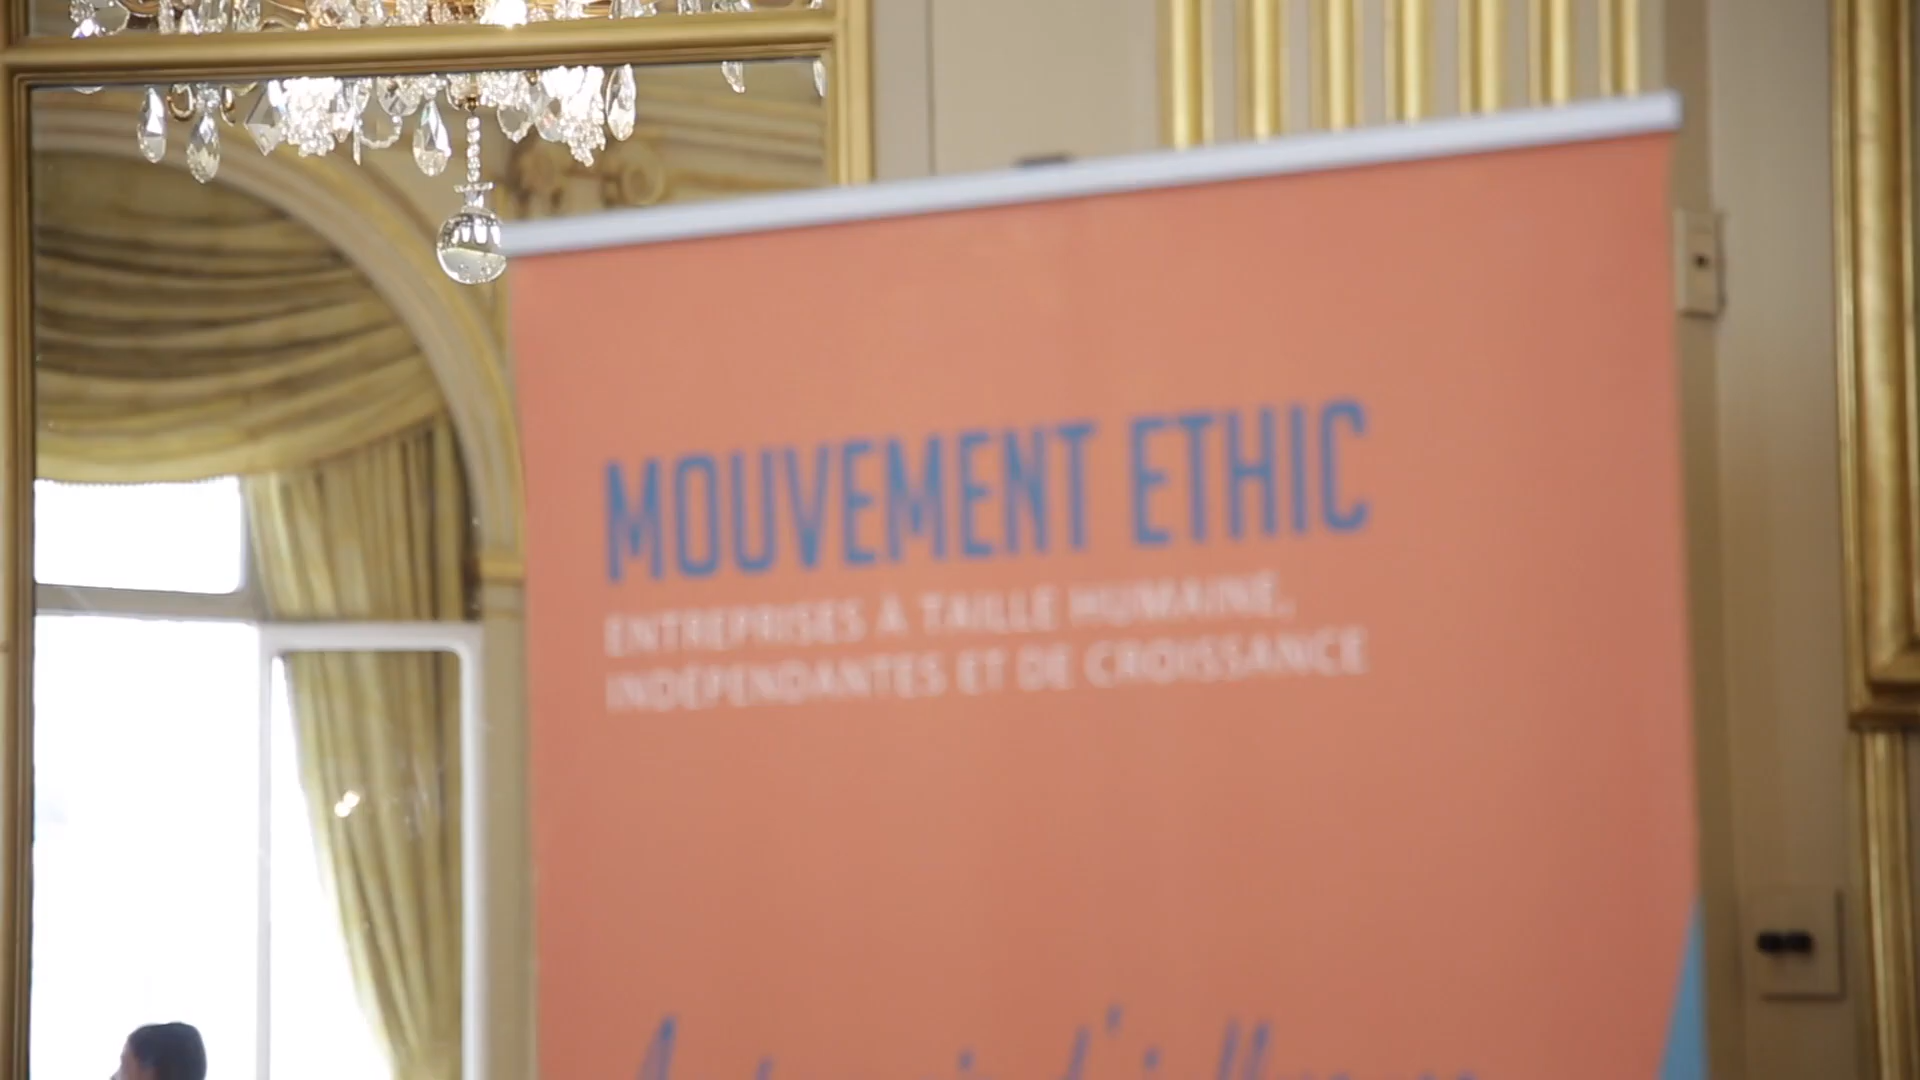 MOUVEMENT ETHIC
ENTREPRISES À TAILLE HUMAINE,
INDÉPENDANTES ET DE CROISSANCE